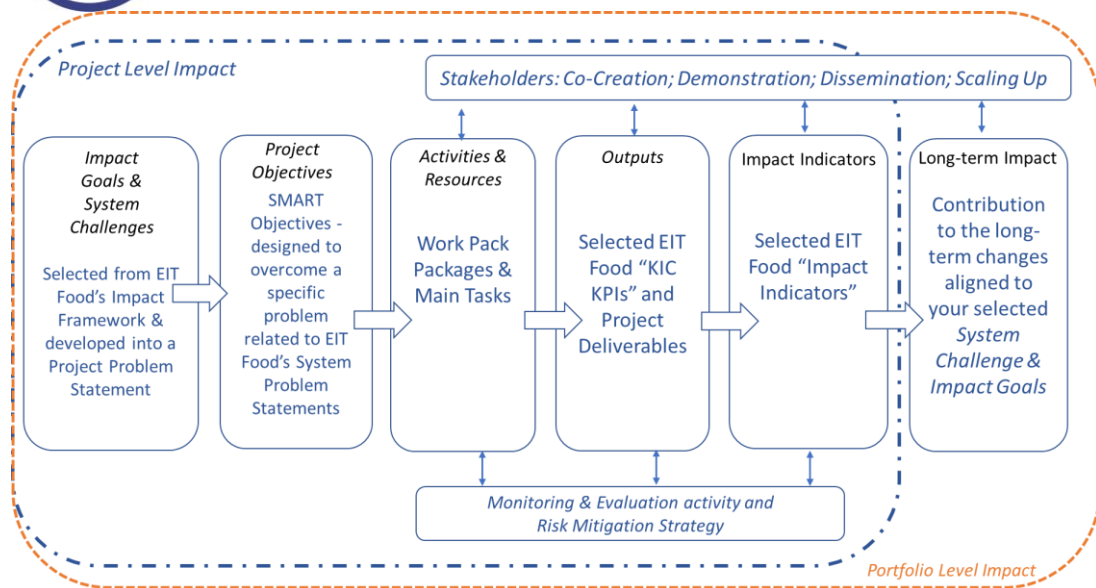 Project Level Impact
Stakeholders: Co-Creation; Demonstration; Dissemination; Scaling Up
Impact
Goals &
System
Challenges
Selected from EIT
Food's Impact
Framework &
developed into a
Project Problem
Statement
Project
Objectives
SMART
Objectives -
designed to
overcome a
specific
problem
related to EIT
Food's System
Problem
Statements
Activities &
Resources
Work Pack
Packages &
Main Tasks
Outputs
Selected EIT
Food "KIC
KPIs" and
Project
Deliverables
Impact Indicators
Selected EIT
Food "Impact
Indicators"
Long-term Impact
Contribution
to the long-
term changes
aligned to
your selected
System
Challenge &
Impact Goals
Monitoring & Evaluation activity and
Risk Mitigation Strategy
Portfolio Level Impact